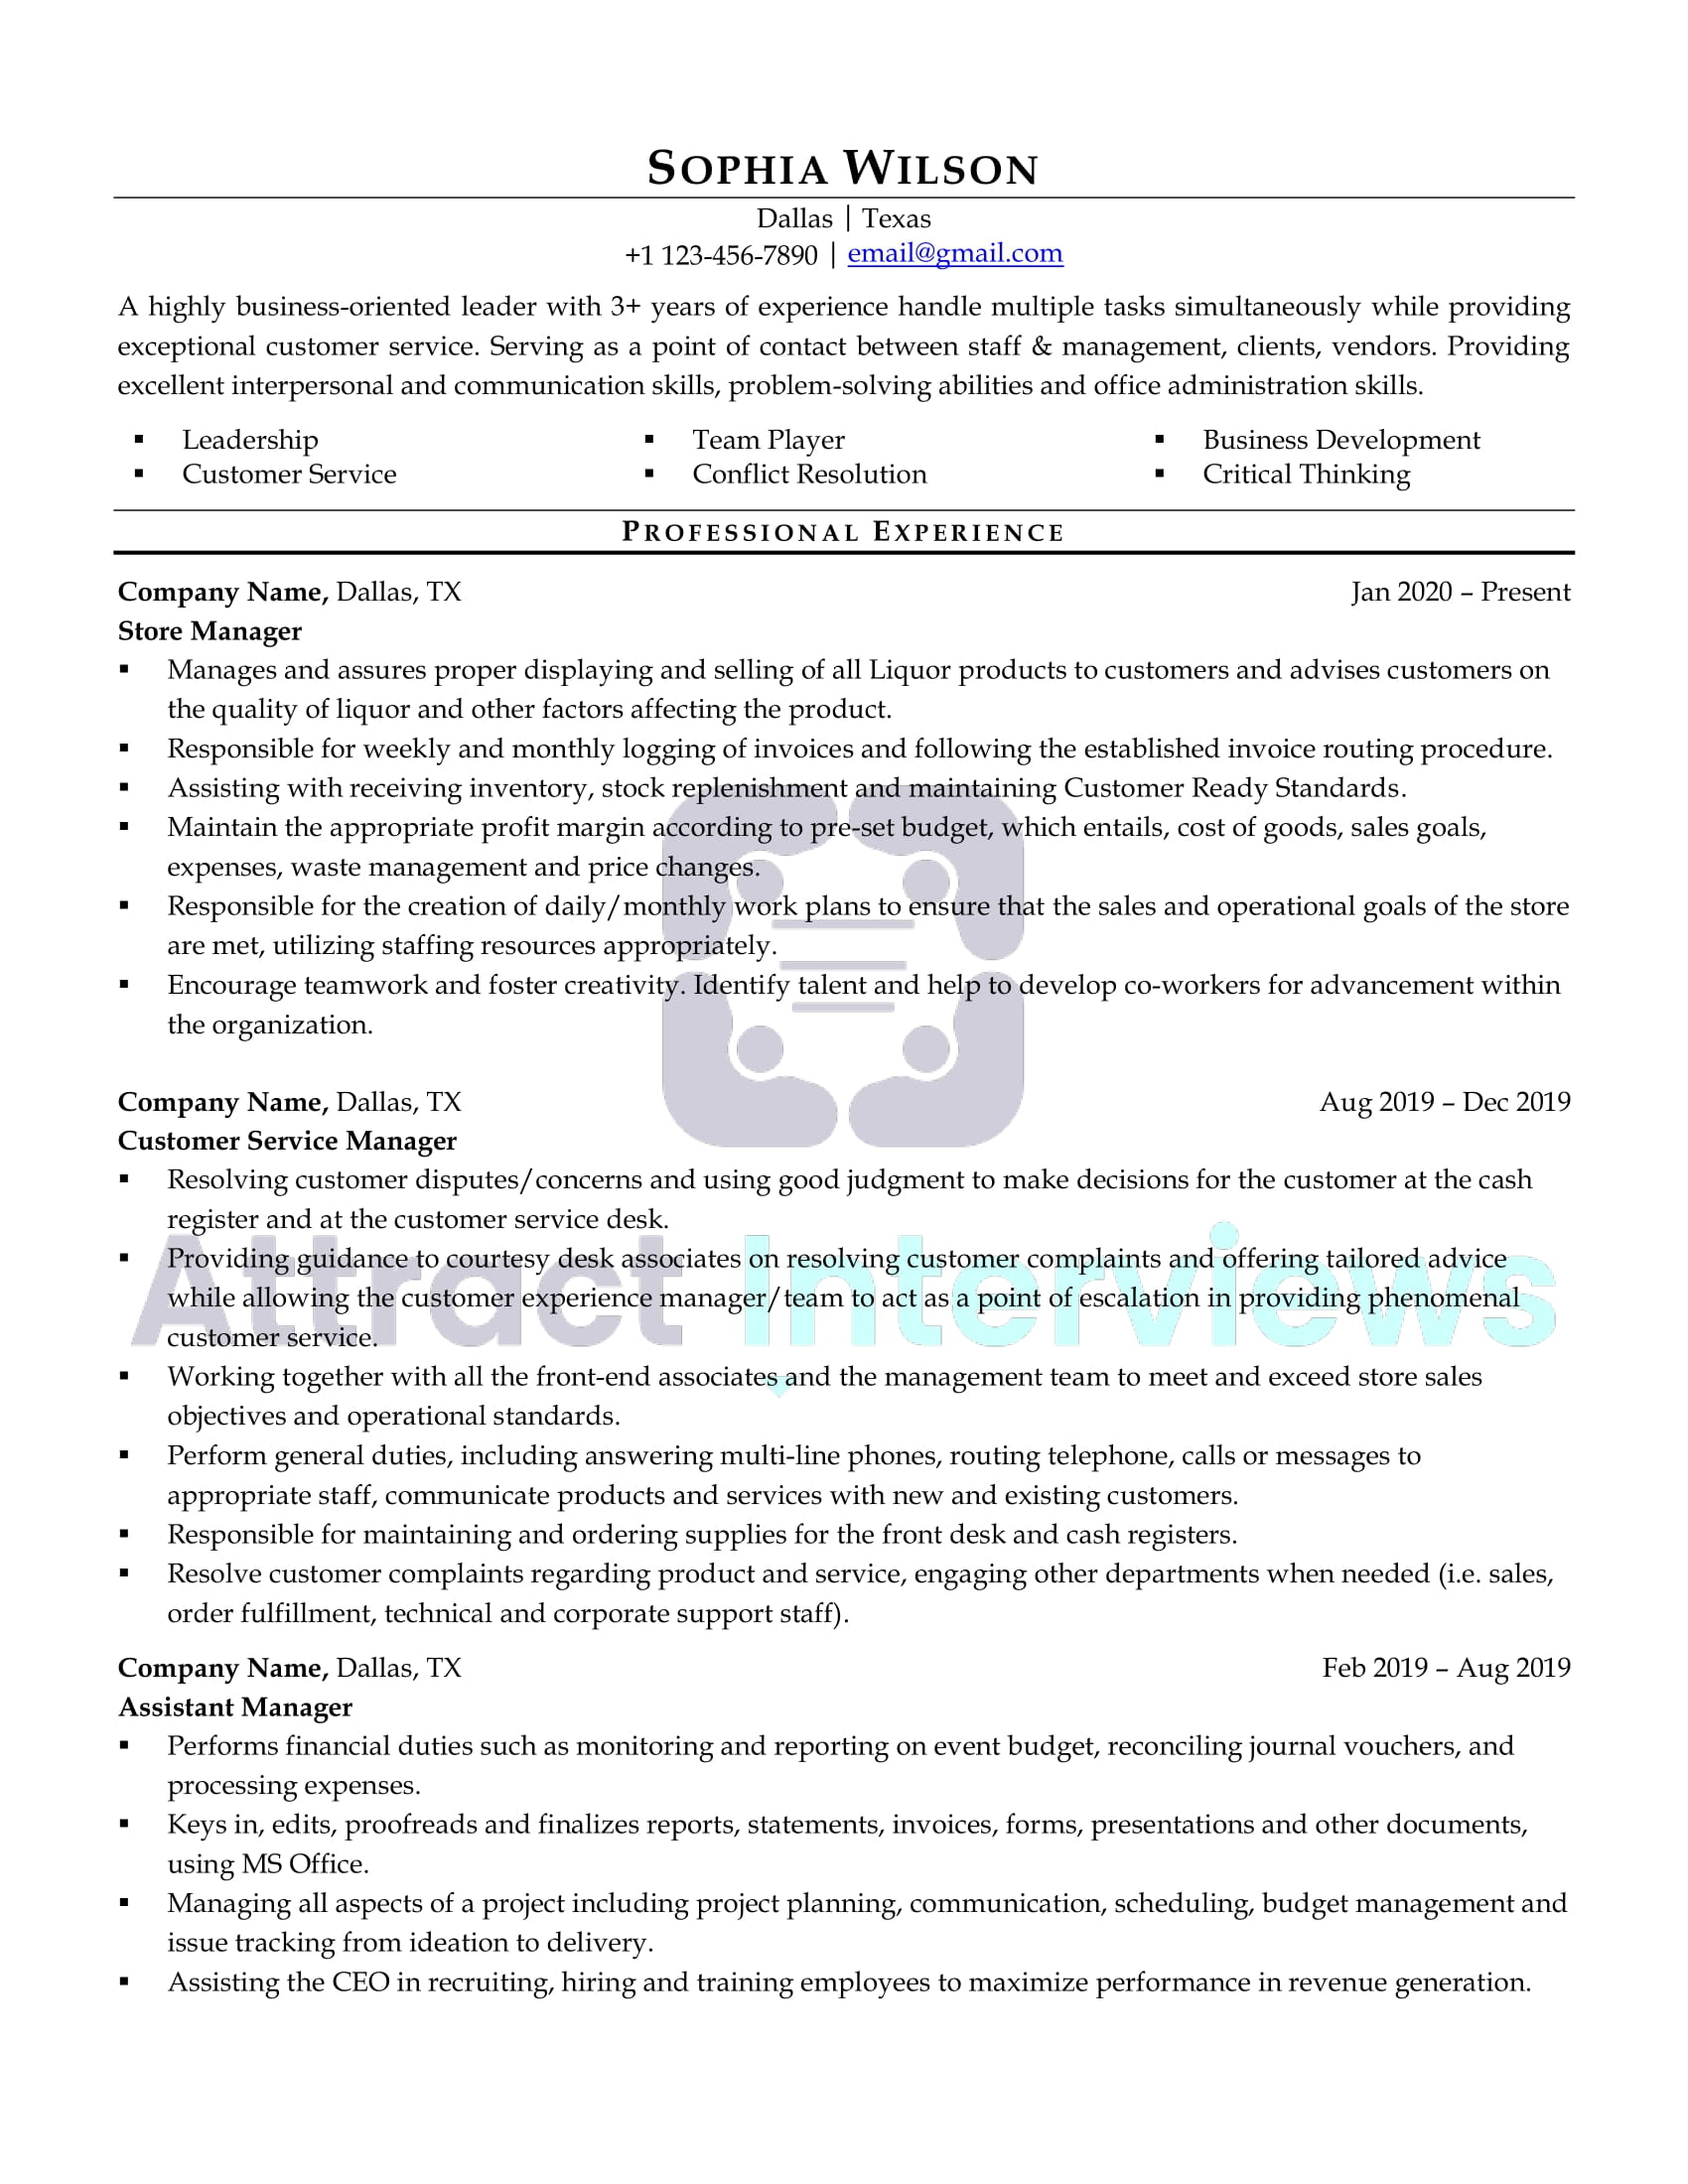 SOPHIA WILSON
Dallas | Texas
+1 123-456-7890 | email@gmail.com
A highly business-oriented leader with 3+ years of experience handle multiple tasks simultaneously while providing
exceptional customer service. Serving as a point of contact between staff & management, clients, vendors. Providing
excellent interpersonal and communication skills, problem-solving abilities and office administration skills.
▪ Leadership ▪ Team Player ▪ Business Development
▪ Customer Service ▪ Conflict Resolution ▪ Critical Thinking
PROFESSIONAL EXPERIENCE
Company Name, Dallas, TX Jan 2020 – Present
Store Manager
▪ Manages and assures proper displaying and selling of all Liquor products to customers and advises customers on
the quality of liquor and other factors affecting the product.
▪ Responsible for weekly and monthly logging of invoices and following the established invoice routing procedure.
▪ Assisting with receiving inventory, stock replenishment and maintaining Customer Ready Standards.
▪ Maintain the appropriate profit margin according to pre-set budget, which entails, cost of goods, sales goals,
expenses, waste management and price changes.
▪ Responsible for the creation of daily/monthly work plans to ensure that the sales and operational goals of the store
are met, utilizing staffing resources appropriately.
▪ Encourage teamwork and foster creativity. Identify talent and help to develop co-workers for advancement within
the organization.
Company Name, Dallas, TX Aug 2019 – Dec 2019
Customer Service Manager
▪ Resolving customer disputes/concerns and using good judgment to make decisions for the customer at the cash
register and at the customer service desk.
Attract Interviews
▪ Providing guidance to courtesy desk associates on resolving customer complaints and offering tailored advice
while allowing the customer experience manager/team to act as a point of escalation in providing phenomenal
customer service.
▪ Working together with all the front-end associates and the management team to meet and exceed store sales
objectives and operational standards.
▪ Perform general duties, including answering multi-line phones, routing telephone, calls or messages to
appropriate staff, communicate products and services with new and existing customers.
▪ Responsible for maintaining and ordering supplies for the front desk and cash registers.
▪ Resolve customer complaints regarding product and service, engaging other departments when needed (i.e. sales,
order fulfillment, technical and corporate support staff).
Company Name, Dallas, TX Feb 2019 – Aug 2019
Assistant Manager
▪ Performs financial duties such as monitoring and reporting on event budget, reconciling journal vouchers, and
processing expenses.
▪ Keys in, edits, proofreads and finalizes reports, statements, invoices, forms, presentations and other documents,
using MS Office.
▪ Managing all aspects of a project including project planning, communication, scheduling, budget management and
issue tracking from ideation to delivery.
▪ Assisting the CEO in recruiting, hiring and training employees to maximize performance in revenue generation.